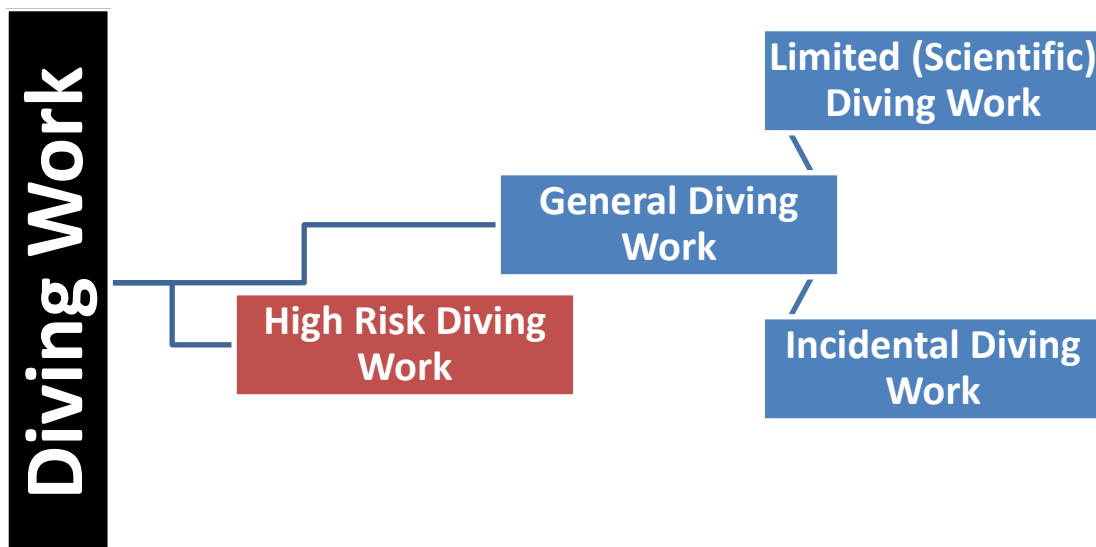 Diving Work
Limited (Scientific)
Diving Work
General Diving
Work
High Risk Diving
Work
Incidental Diving
Work